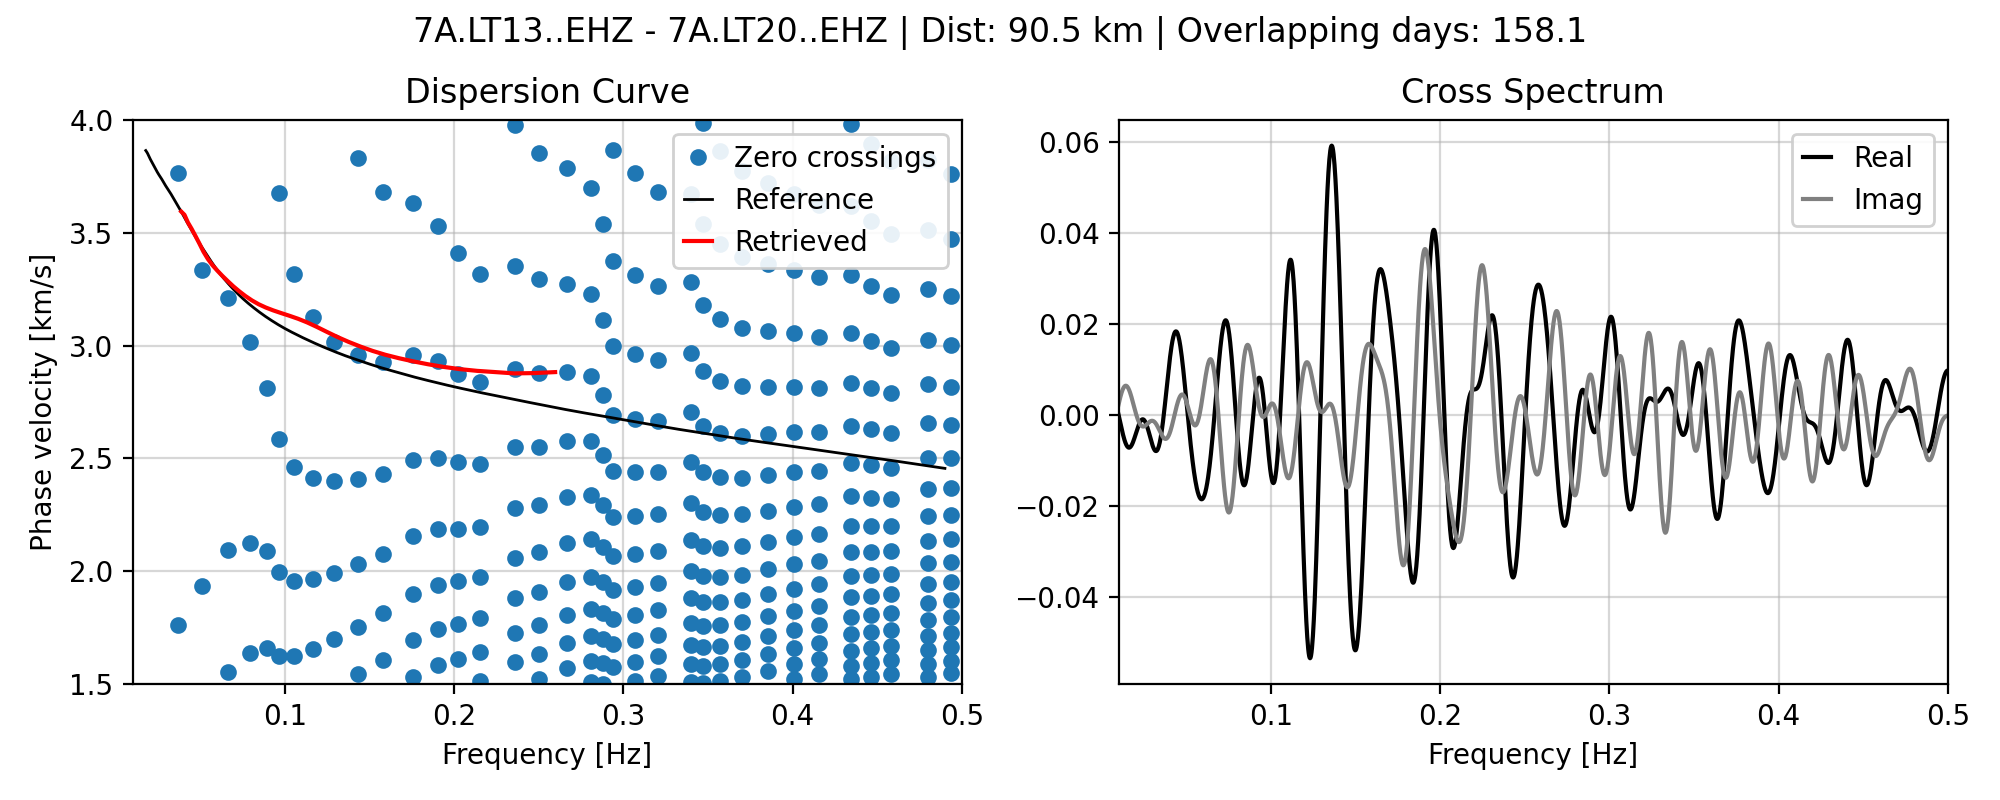 7A.LT13..EHZ - 7A.LT20..EHZ | Dist: 90.5 km | Overlapping days: 158.1
Dispersion Curve
4.0
3.5
3.0
2.5
2.0
1.5
Phase velocity [km/s]
Zero crossings
Reference
Retrieved
0.1
0.2
0.3
0.4
0.5
Frequency [Hz]
Cross Spectrum
0.06
0.04
0.02
0.00
−0.02
−0.04
Real
Imag
0.1
0.2
0.3
0.4
0.5
Frequency [Hz]